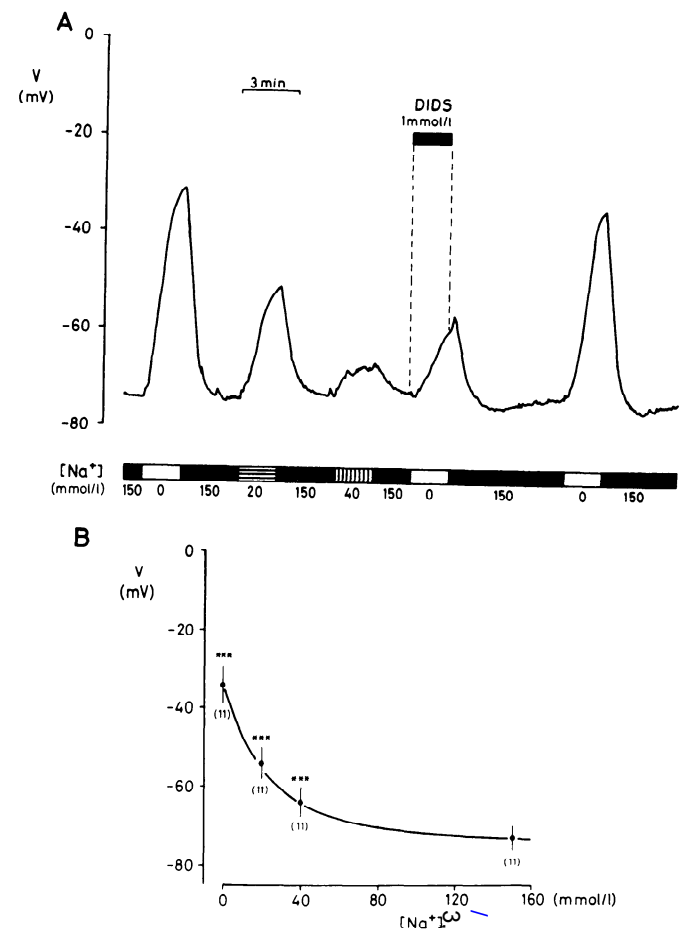 A
0
V
(mV)
3 min
DIDS
1mmol/l
-20
-40
-60
-80
[Na⁺]
(mmol/l)
150 0 150 20 150 40 150 0 150 0 150
B
0
V
(mV)
-20
***
-40
(11)
***
-60
(11)
***
(11)
-80
(11)
0 40 80 120 160 (mmol/l)
[Na⁺]ω